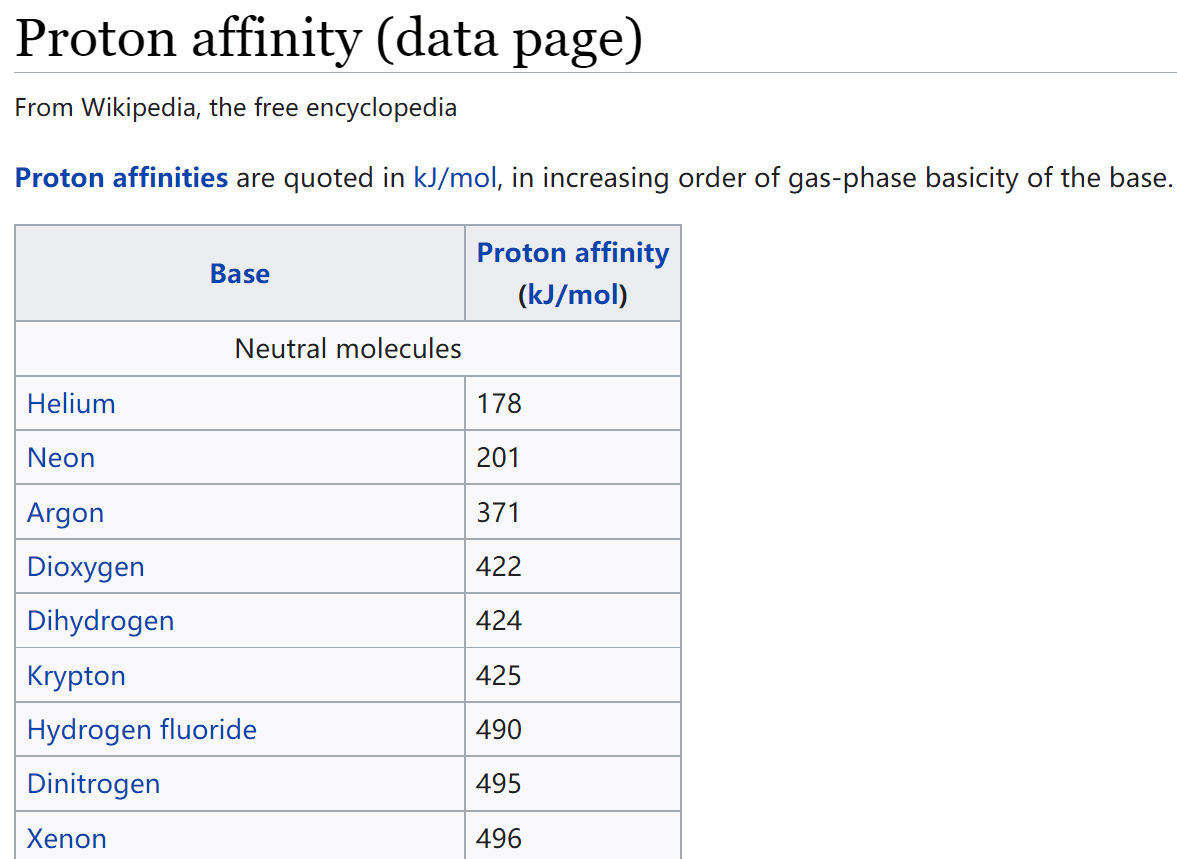 Proton affinity (data page)
From Wikipedia, the free encyclopedia
Proton affinities are quoted in kJ/mol, in increasing order of gas-phase basicity of the base.
Base Proton affinity
(kJ/mol)
Neutral molecules
Helium 178
Neon 201
Argon 371
Dioxygen 422
Dihydrogen 424
Krypton 425
Hydrogen fluoride 490
Dinitrogen 495
Xenon 496